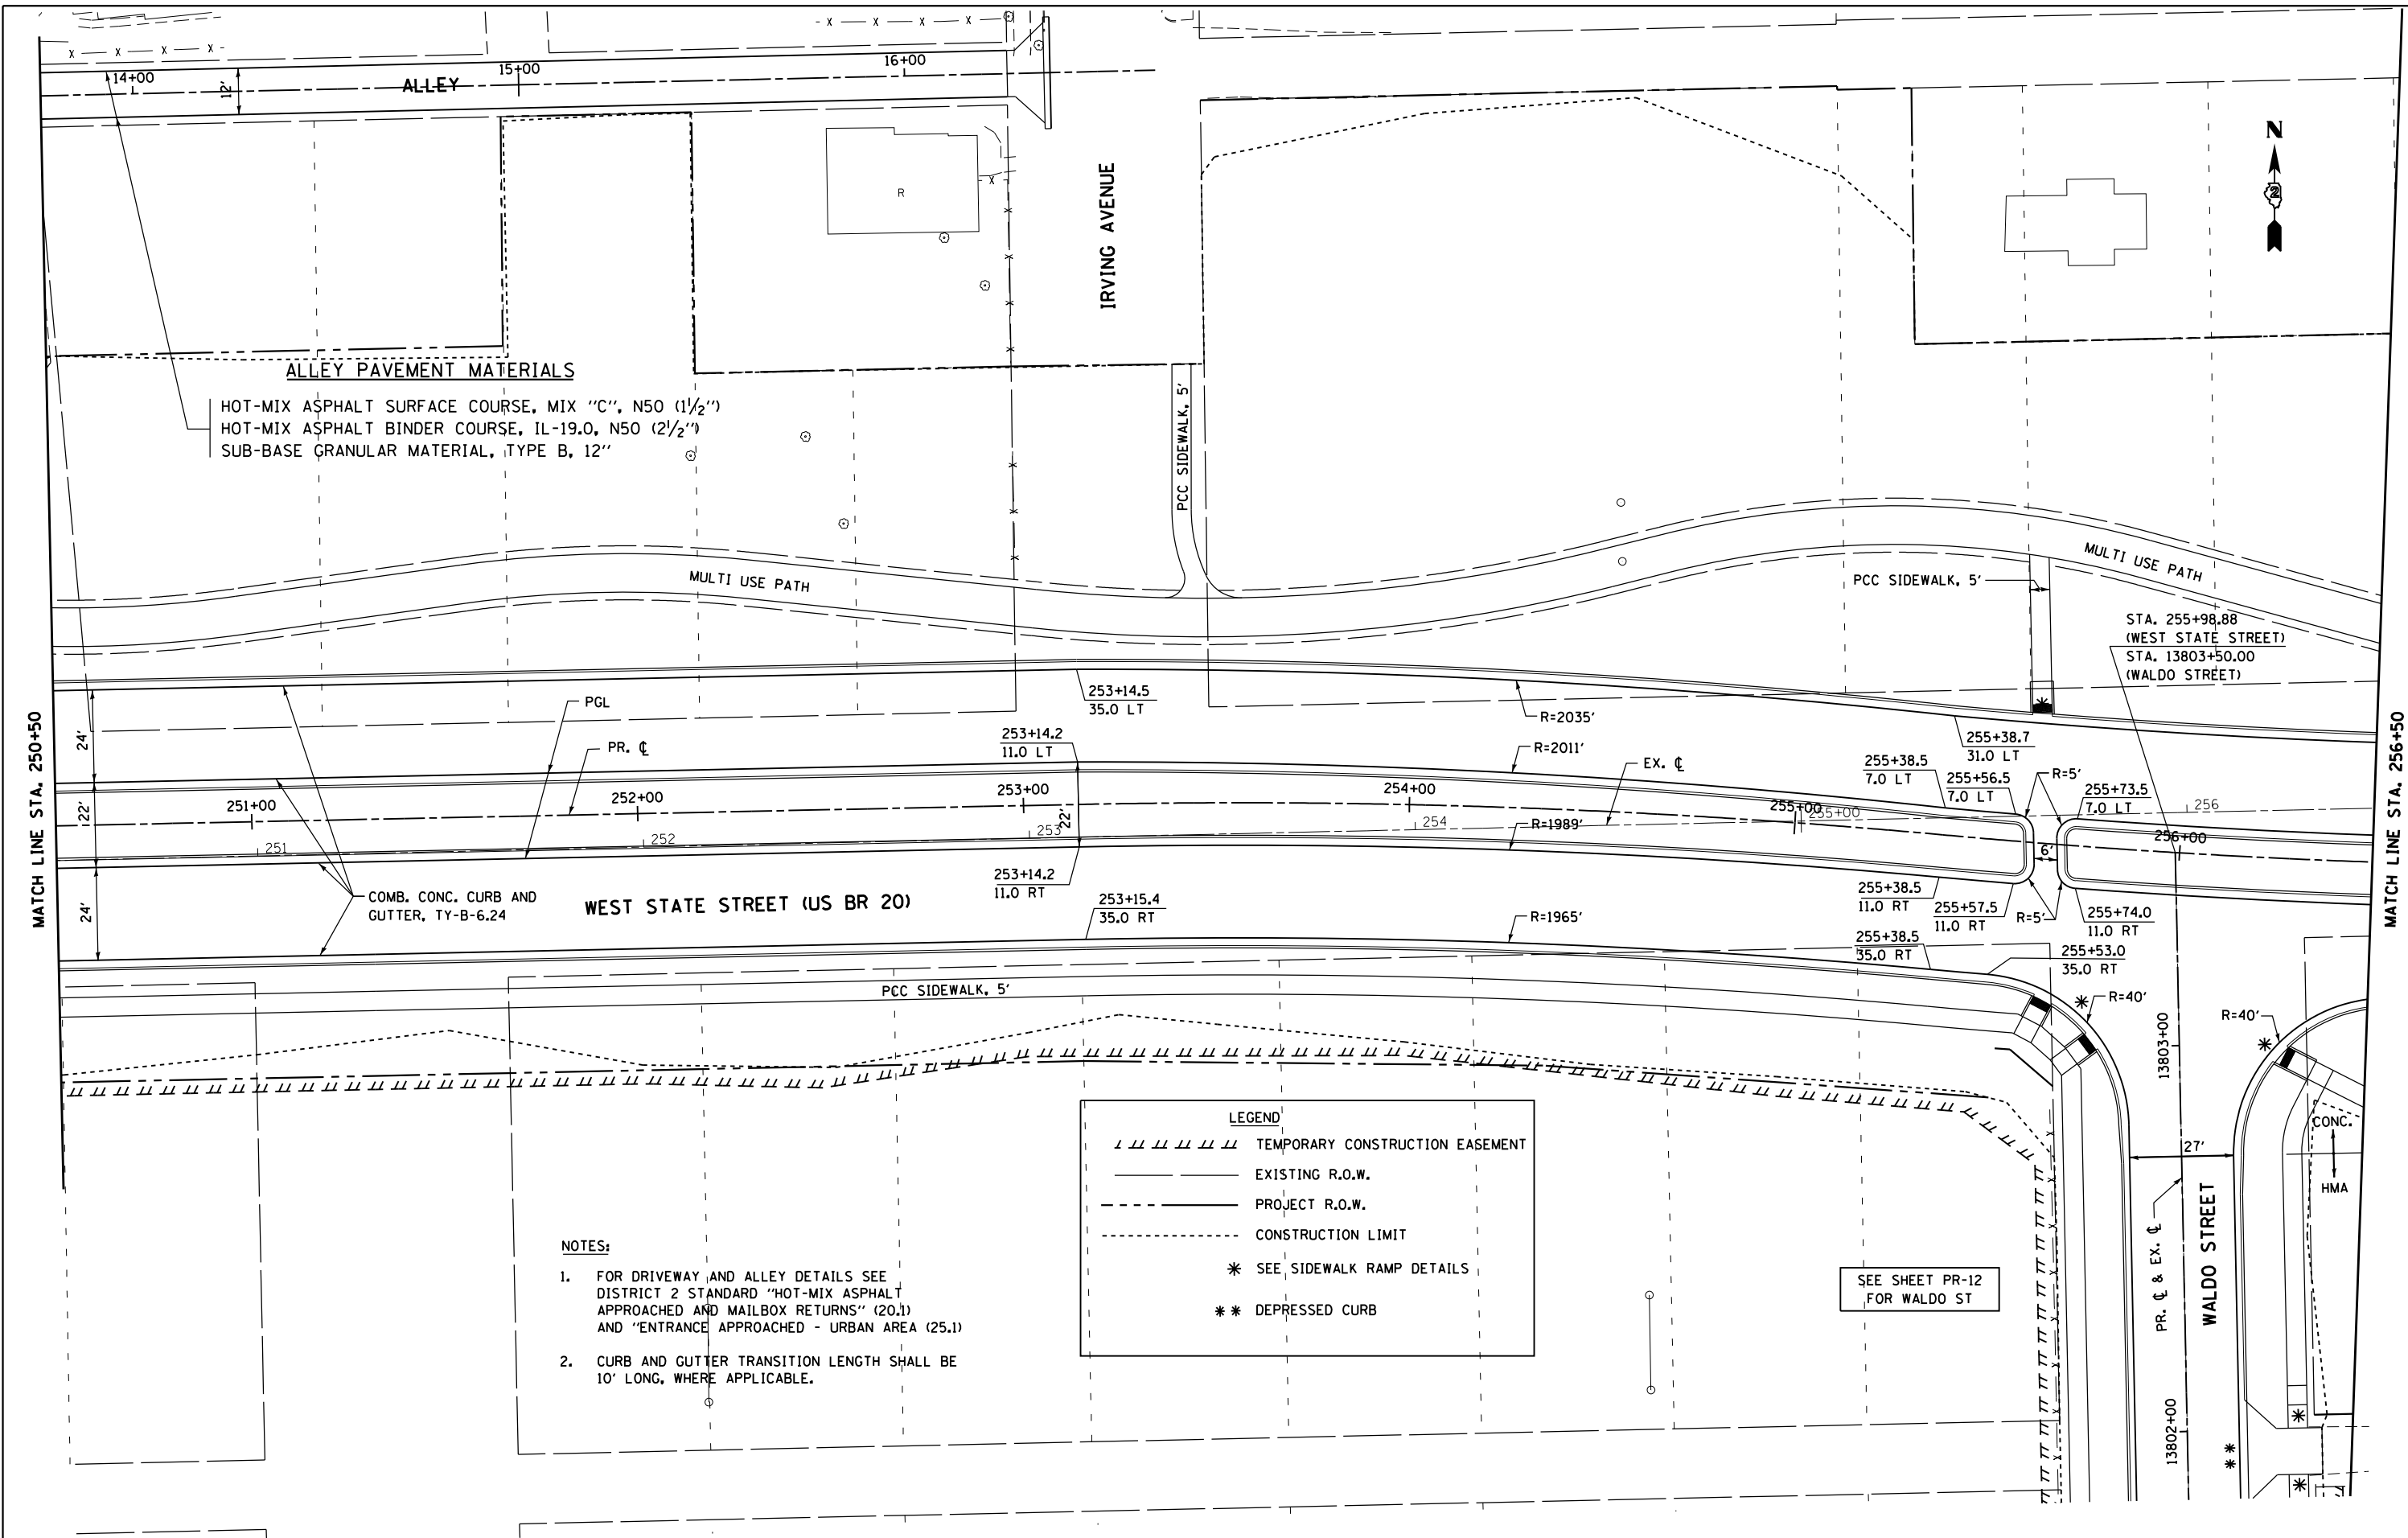 14+00
15+00
16+00
12'
ALLEY
R
IRVING AVENUE
N
2
ALLEY PAVEMENT MATERIALS
HOT-MIX ASPHALT SURFACE COURSE, MIX "C", N50 (1 1/2")
HOT-MIX ASPHALT BINDER COURSE, IL-19.0, N50 (2 1/2")
SUB-BASE GRANULAR MATERIAL, TYPE B, 12"
PCC SIDEWALK, 5'
MULTI USE PATH
MULTI USE PATH
PCC SIDEWALK, 5'
STA. 255+98.88
(WEST STATE STREET)
STA. 13803+50.00
(WALDO STREET)
MATCH LINE STA. 250+50
MATCH LINE STA. 256+50
24'
22'
24'
PGL
PR. ℄
253+14.5
35.0 LT
253+14.2
11.0 LT
R=2035'
R=2011'
EX. ℄
255+38.7
31.0 LT
255+38.5
7.0 LT
255+56.5
7.0 LT
R=5'
255+73.5
7.0 LT
251+00
252+00
253+00
254+00
255+00
256+00
251
252
253
254
255+00
256
22'
R=1989'
6'
253+14.2
11.0 RT
253+15.4
35.0 RT
COMB. CONC. CURB AND
GUTTER, TY-B-6.24
WEST STATE STREET (US BR 20)
R=1965'
255+38.5
11.0 RT
255+57.5
11.0 RT
R=5'
255+74.0
11.0 RT
255+38.5
35.0 RT
255+53.0
35.0 RT
R=40'
R=40'
PCC SIDEWALK, 5'
13803+00
CONC.
HMA
27'
PR. ℄ & EX. ℄
WALDO STREET
13802+00
LEGEND
TEMPORARY CONSTRUCTION EASEMENT
EXISTING R.O.W.
PROJECT R.O.W.
CONSTRUCTION LIMIT
* SEE SIDEWALK RAMP DETAILS
** DEPRESSED CURB
SEE SHEET PR-12
FOR WALDO ST
NOTES:
1. FOR DRIVEWAY AND ALLEY DETAILS SEE
DISTRICT 2 STANDARD "HOT-MIX ASPHALT
APPROACHED AND MAILBOX RETURNS" (20.1)
AND "ENTRANCE APPROACHED - URBAN AREA (25.1)
2. CURB AND GUTTER TRANSITION LENGTH SHALL BE
10' LONG, WHERE APPLICABLE.